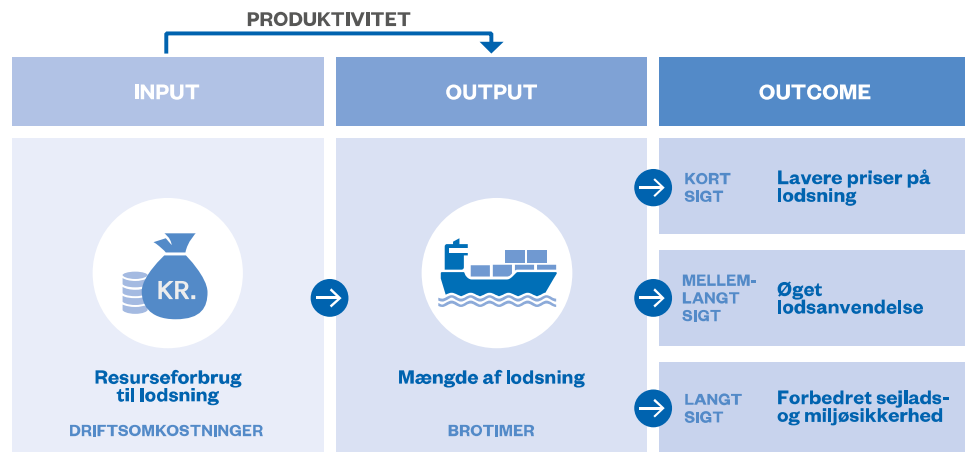 PRODUKTIVITET
INPUT
OUTPUT
OUTCOME
KR.
Resurseforbrug
til lodsning
DRIFTSOMKOSTNINGER
Mængde af lodsning
BROTIMER
KORT
SIGT
Lavere priser på
lodsning
MELLEM-
LANGT
SIGT
Øget
lodsanvendelse
LANGT
SIGT
Forbedret sejlads-
og miljøsikkerhed